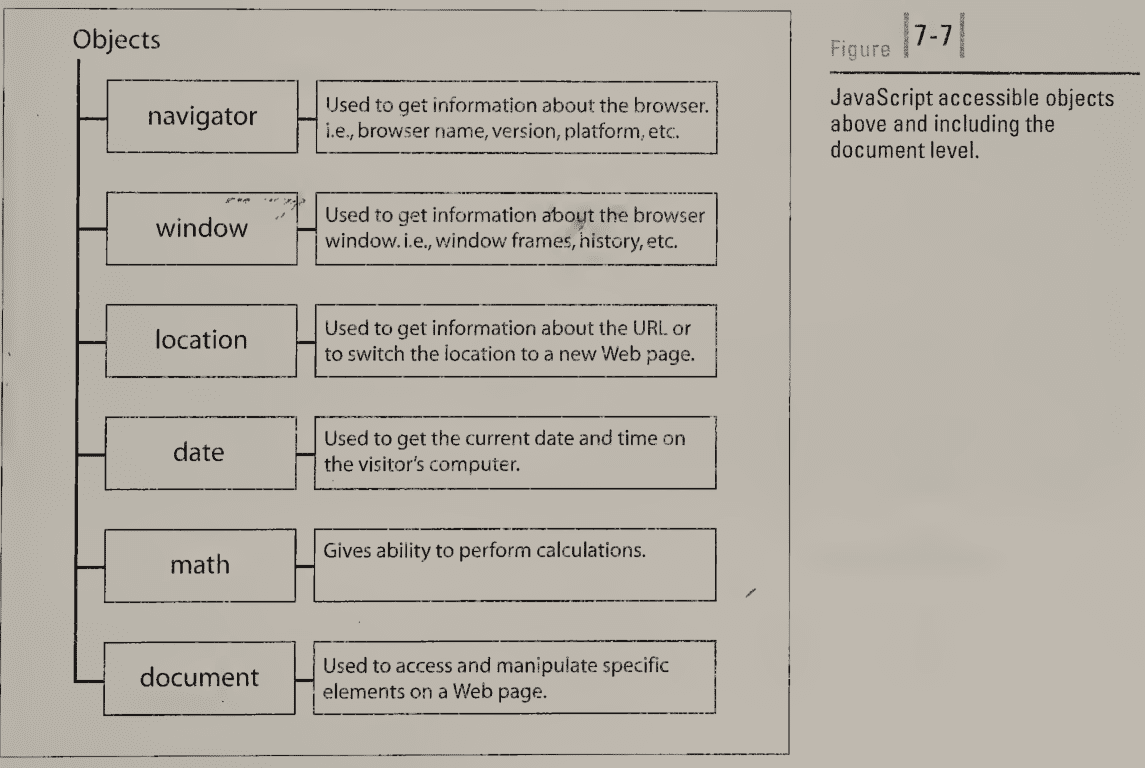 Objects
navigator
Used to get information about the browser.
i.e., browser name, version, platform, etc.
window
Used to get information about the browser
window. i.e., window frames, history, etc.
location
Used to get information about the URL or
to switch the location to a new Web page.
date
Used to get the current date and time on
the visitor's computer.
math
Gives ability to perform calculations.
document
Used to access and manipulate specific
elements on a Web page.
Figure 7-7
JavaScript accessible objects
above and including the
document level.